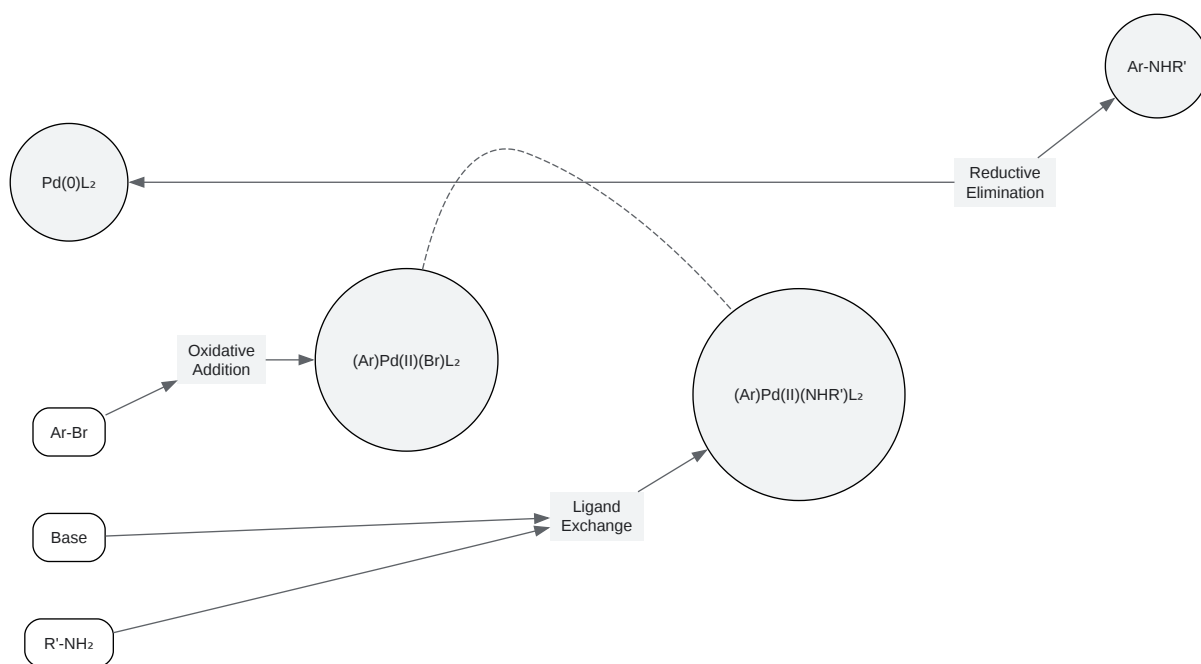 Ar-NHR'
Pd(0)L₂
Reductive
Elimination
Oxidative
Addition
(Ar)Pd(II)(Br)L₂
(Ar)Pd(II)(NHR')L₂
Ar-Br
Ligand
Exchange
Base
R'-NH₂